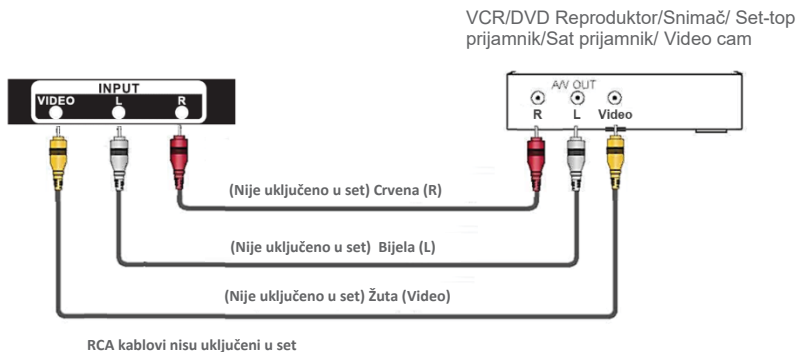 VCR/DVD Reproduktor/Snimač/ Set-top
prijamnik/Sat prijamnik/ Video cam
INPUT
VIDEO L R
A/V OUT
R L Video
(Nije uključeno u set) Crvena (R)
(Nije uključeno u set) Bijela (L)
(Nije uključeno u set) Žuta (Video)
RCA kablovi nisu uključeni u set